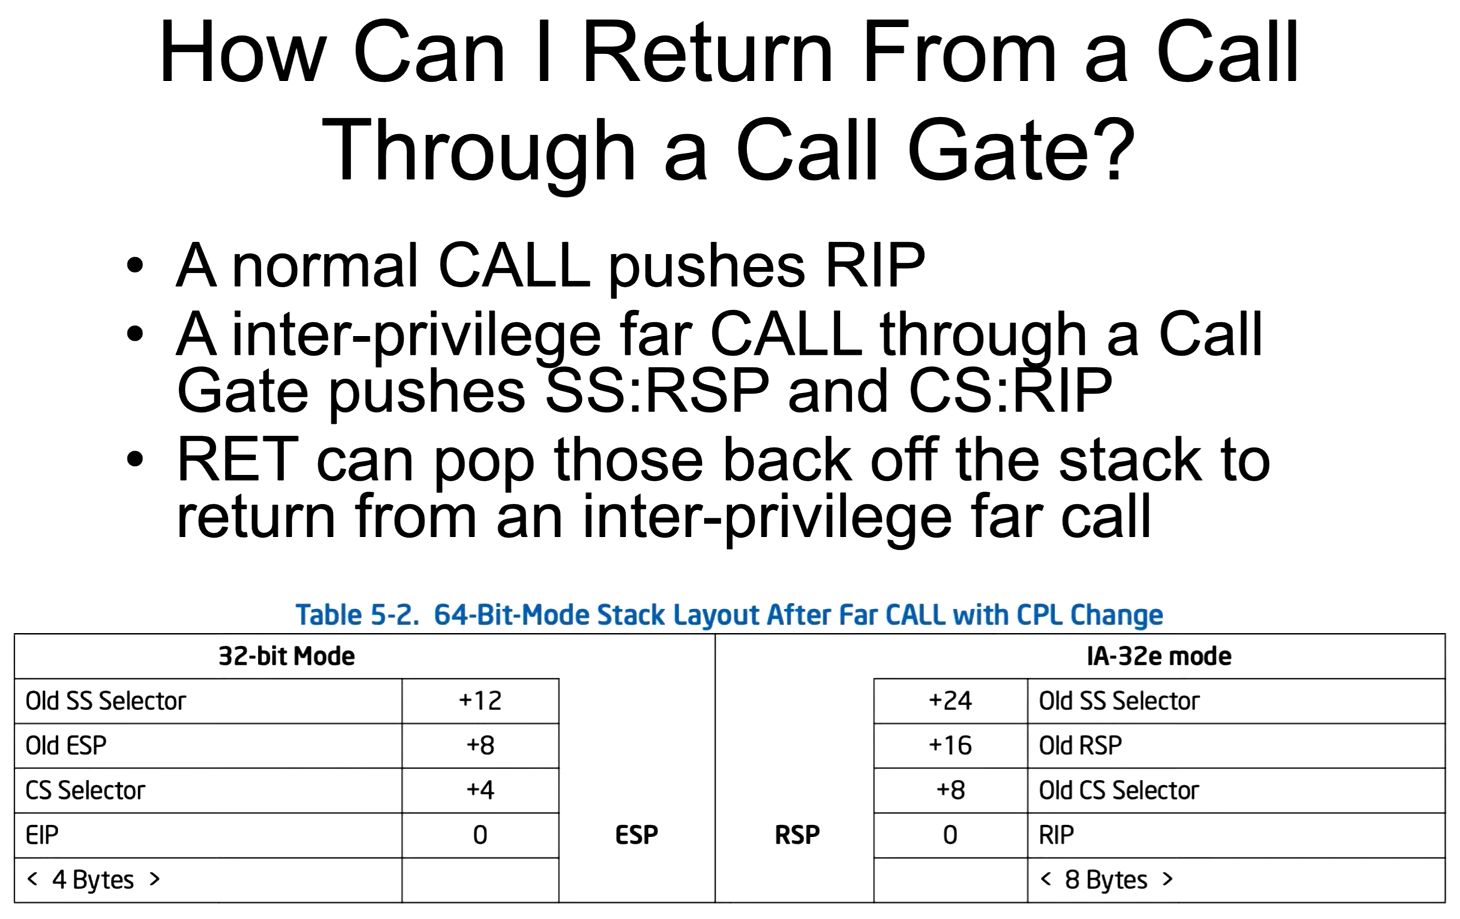 How Can I Return From a Call
Through a Call Gate?
• A normal CALL pushes RIP
• A inter-privilege far CALL through a Call
Gate pushes SS:RSP and CS:RIP
• RET can pop those back off the stack to
return from an inter-privilege far call
Table 5-2. 64-Bit-Mode Stack Layout After Far CALL with CPL Change
32-bit Mode IA-32e mode
Old SS Selector +12 +24 Old SS Selector
Old ESP +8 +16 Old RSP
CS Selector +4 +8 Old CS Selector
EIP 0 ESP RSP 0 RIP
< 4 Bytes > < 8 Bytes >